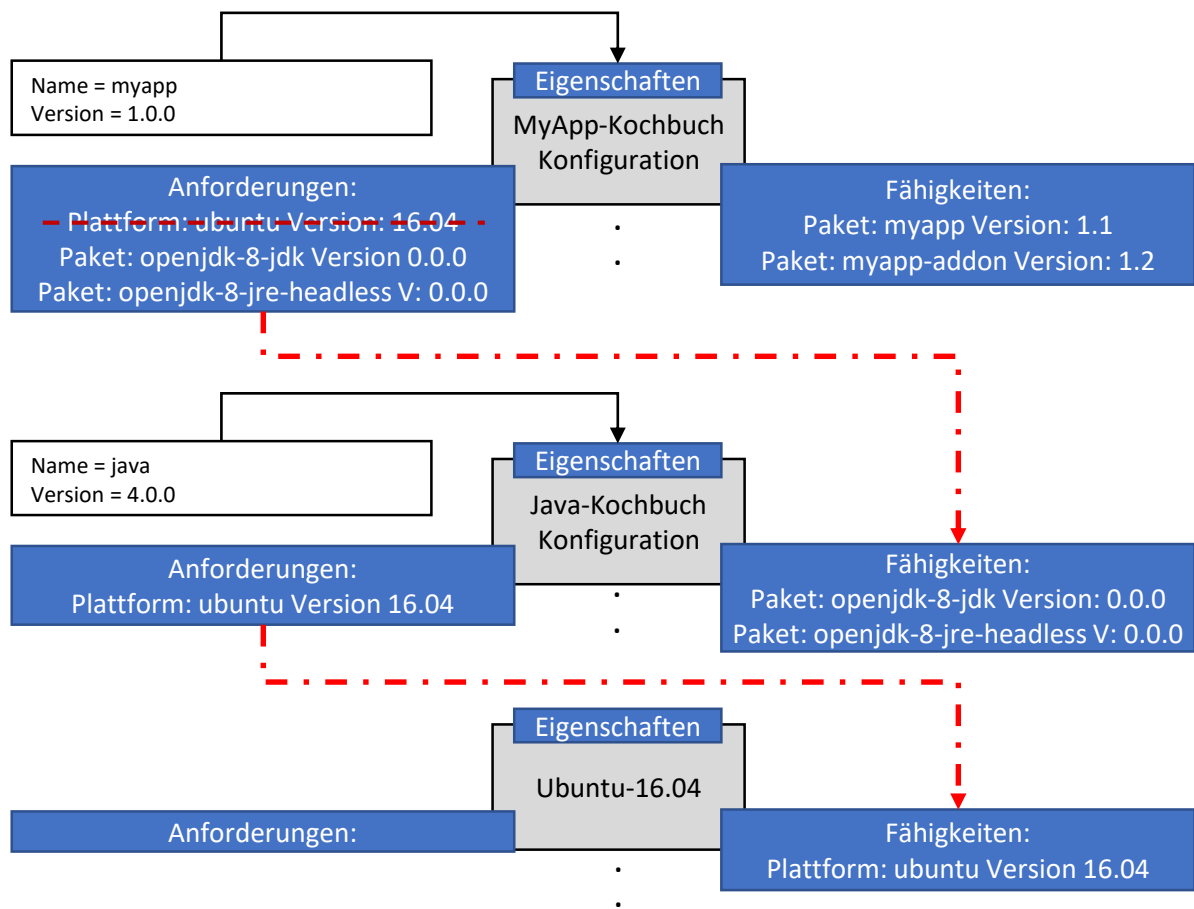 Name = myapp
Version = 1.0.0
Eigenschaften
MyApp-Kochbuch
Konfiguration
Anforderungen:
Plattform: ubuntu Version: 16.04
Paket: openjdk-8-jdk Version 0.0.0
Paket: openjdk-8-jre-headless V: 0.0.0
Fähigkeiten:
Paket: myapp Version: 1.1
Paket: myapp-addon Version: 1.2
Name = java
Version = 4.0.0
Eigenschaften
Java-Kochbuch
Konfiguration
Anforderungen:
Plattform: ubuntu Version 16.04
Fähigkeiten:
Paket: openjdk-8-jdk Version: 0.0.0
Paket: openjdk-8-jre-headless V: 0.0.0
Eigenschaften
Ubuntu-16.04
Anforderungen:
Fähigkeiten:
Plattform: ubuntu Version 16.04